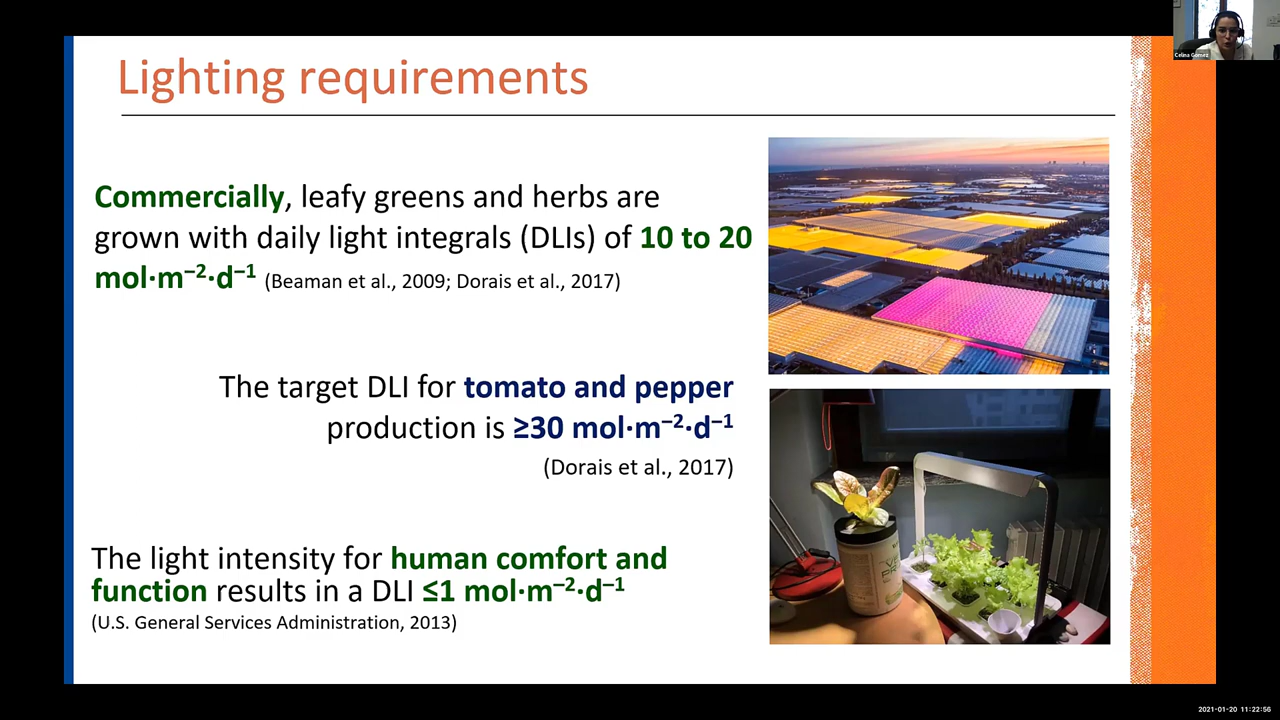 Celina Gomez
Lighting requirements
Commercially, leafy greens and herbs are
grown with daily light integrals (DLIs) of 10 to 20
mol·m⁻²·d⁻¹ (Beaman et al., 2009; Dorais et al., 2017)
The target DLI for tomato and pepper
production is ≥30 mol·m⁻²·d⁻¹
(Dorais et al., 2017)
The light intensity for human comfort and
function results in a DLI ≤1 mol·m⁻²·d⁻¹
(U.S. General Services Administration, 2013)
2021-01-20 11:22:56